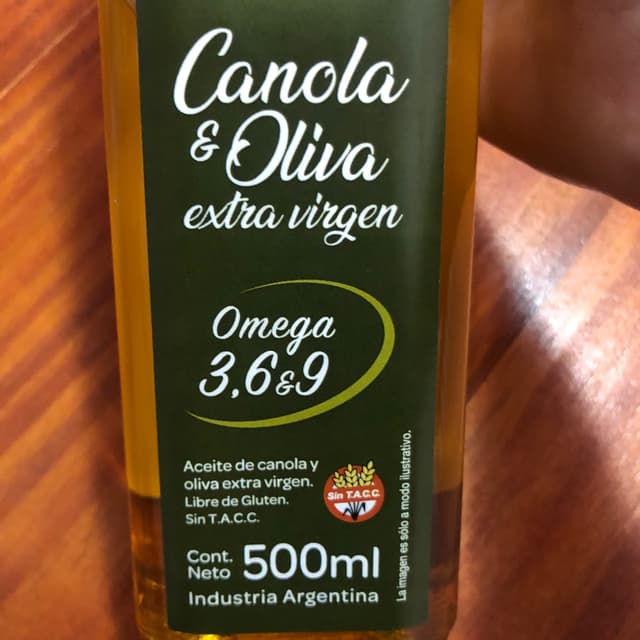 Canola
& Oliva
extra virgen
Omega
3,6&9
Aceite de canola y
oliva extra virgen.
Libre de Gluten.
Sin T.A.C.C.
Sin T.A.C.C.
Cont.
Neto 500ml
Industria Argentina
La imagen es sólo a modo ilustrativo.